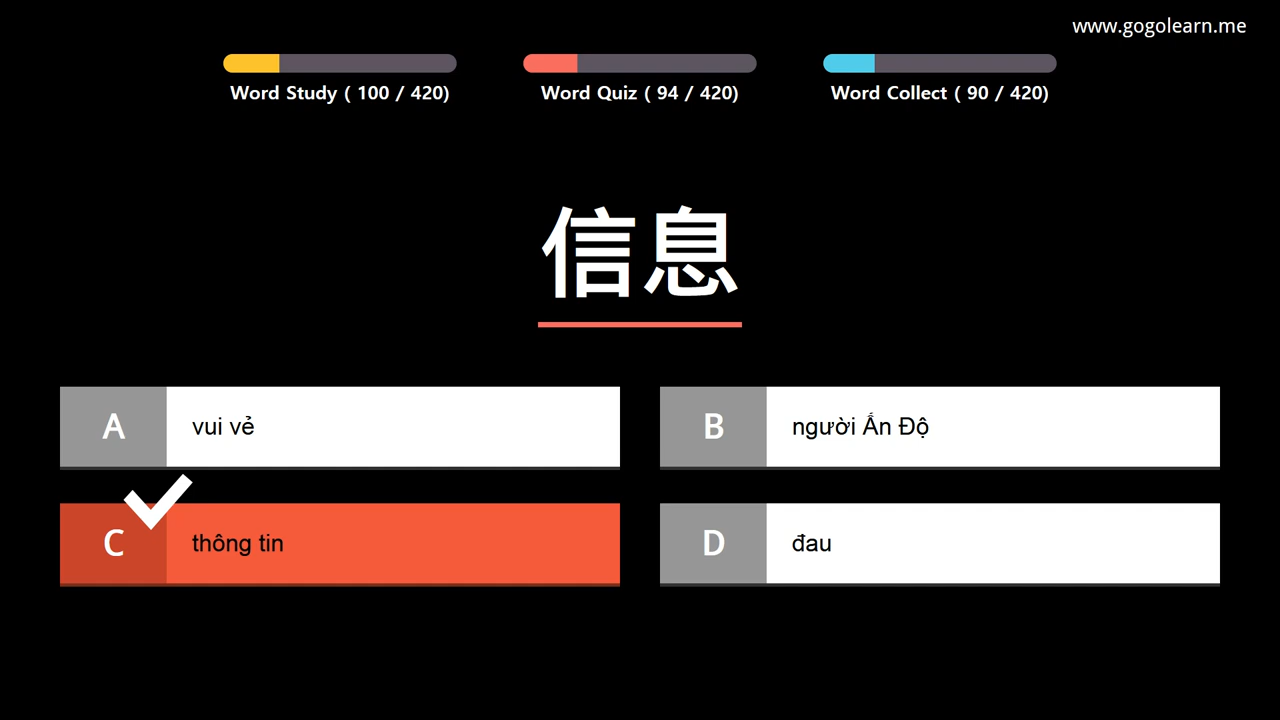 www.gogolearn.me
Word Study ( 100 / 420)
Word Quiz ( 94 / 420)
Word Collect ( 90 / 420)
信息
A vui vẻ
B người Ấn Độ
C thông tin
D đau